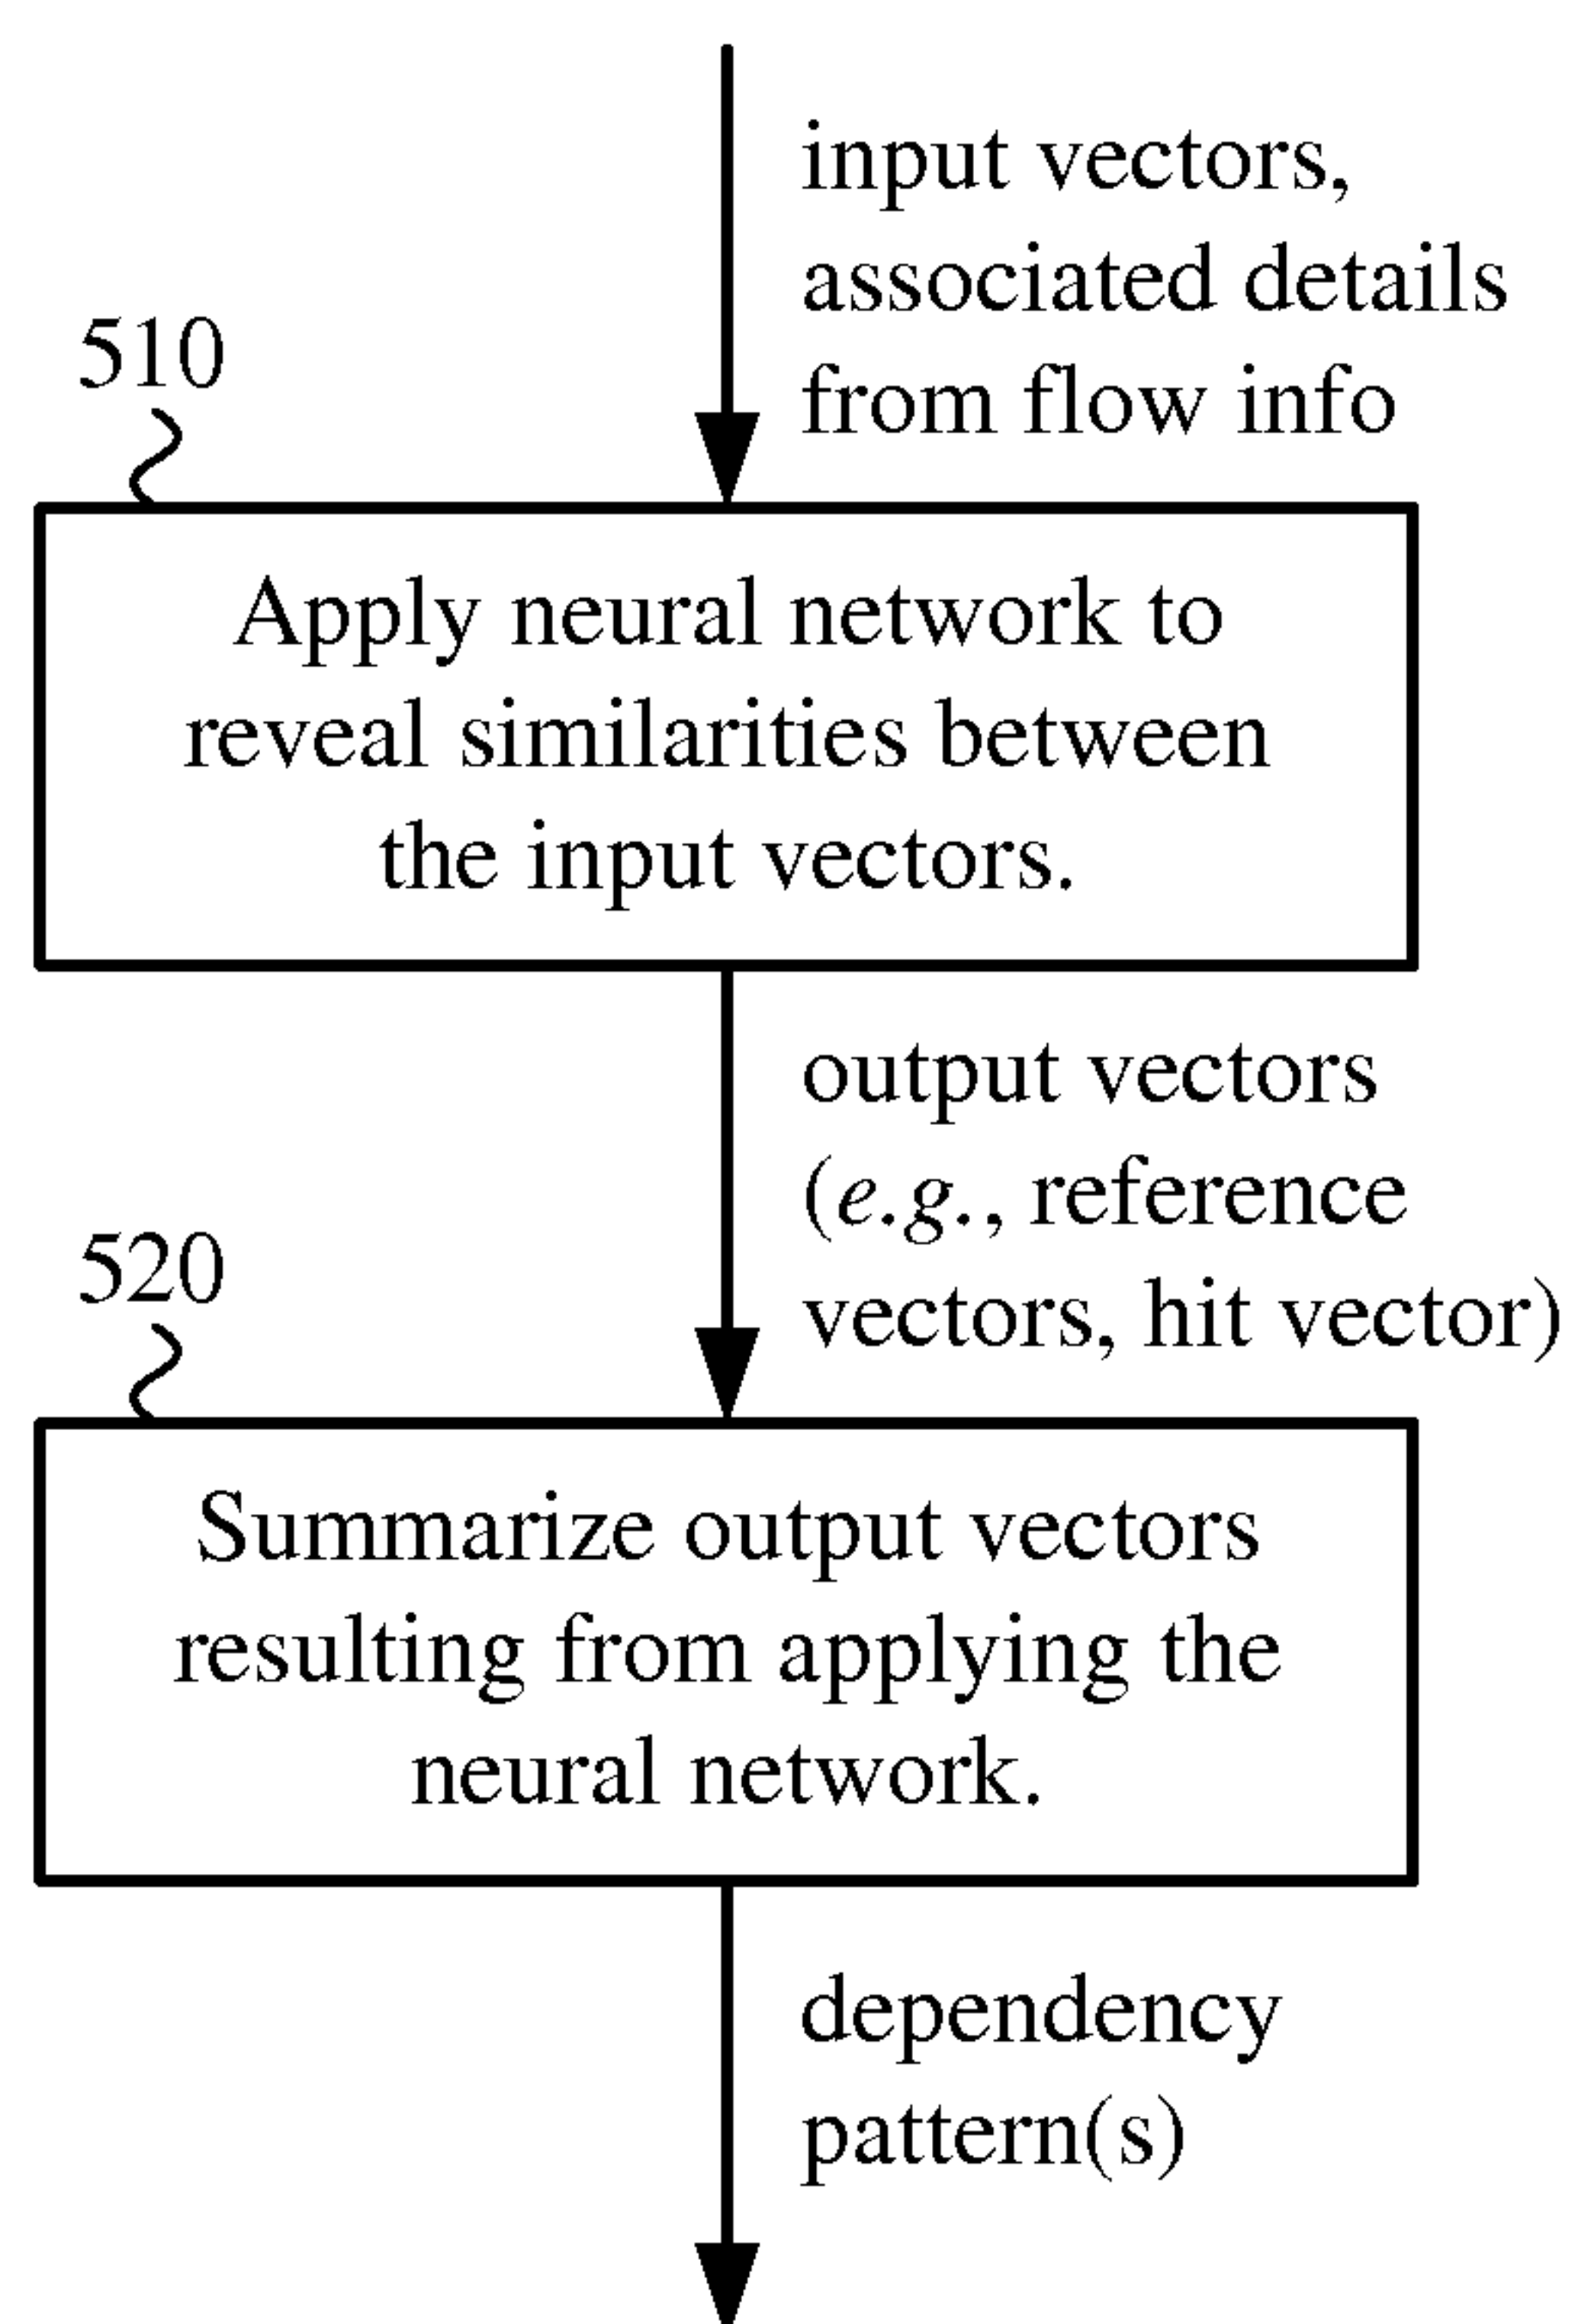 input vectors,
associated details
from flow info
510
Apply neural network to
reveal similarities between
the input vectors.
output vectors
(e.g., reference
vectors, hit vector)
520
Summarize output vectors
resulting from applying the
neural network.
dependency
pattern(s)